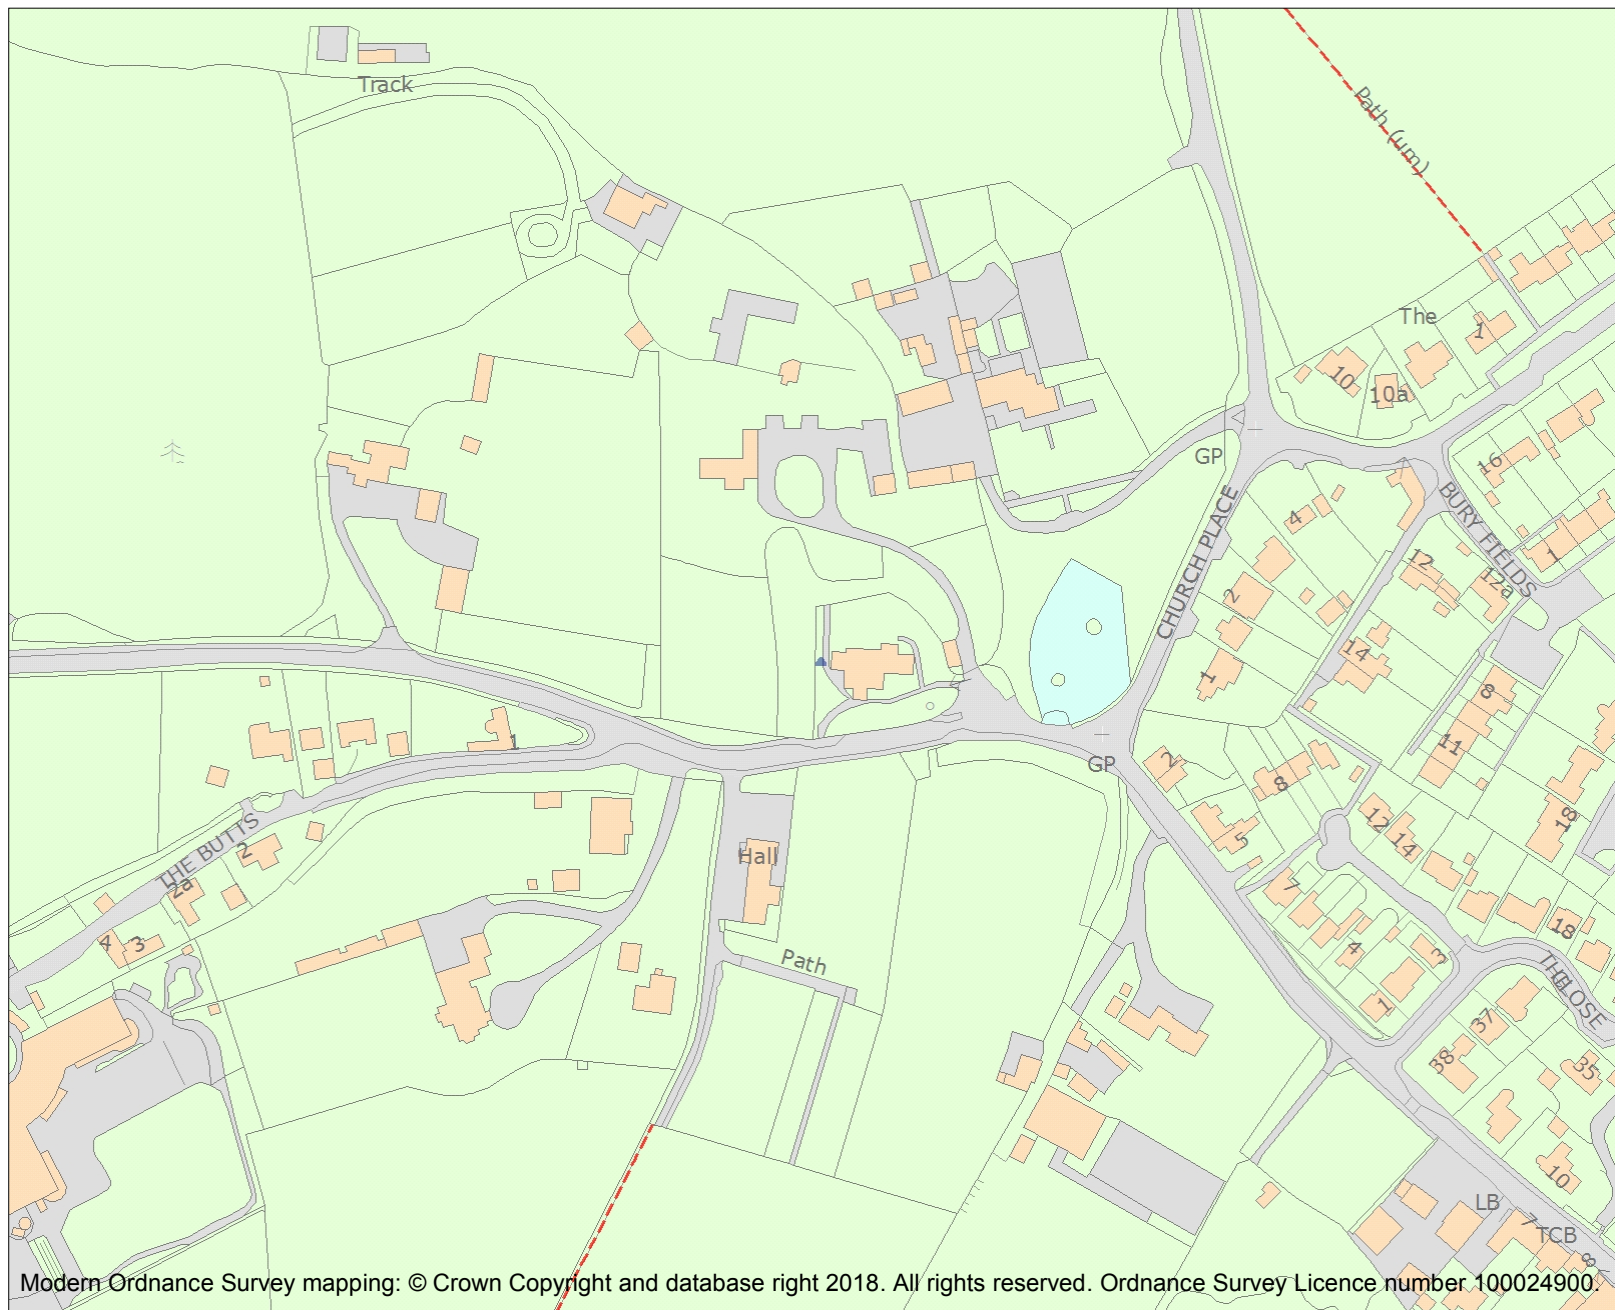 Track
Path (um)
The
1
10
10a
GP
16
BURY FIELDS
4
CHURCH PLACE
12
12a
1
2
14
1
8
11
1
GP
2
8
5
12
14
18
THE BUTTS
2
2a
4
3
Hall
7
4
3
18
Path
1
THE
CLOSE
37
38
35
10
LB
7
TCB
8
Modern Ordnance Survey mapping: © Crown Copyright and database right 2018. All rights reserved. Ordnance Survey Licence number 100024900.